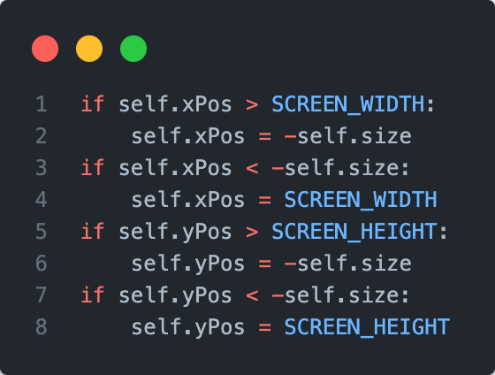 1 if self.xPos > SCREEN_WIDTH:
2     self.xPos = -self.size
3 if self.xPos < -self.size:
4     self.xPos = SCREEN_WIDTH
5 if self.yPos > SCREEN_HEIGHT:
6     self.yPos = -self.size
7 if self.yPos < -self.size:
8     self.yPos = SCREEN_HEIGHT